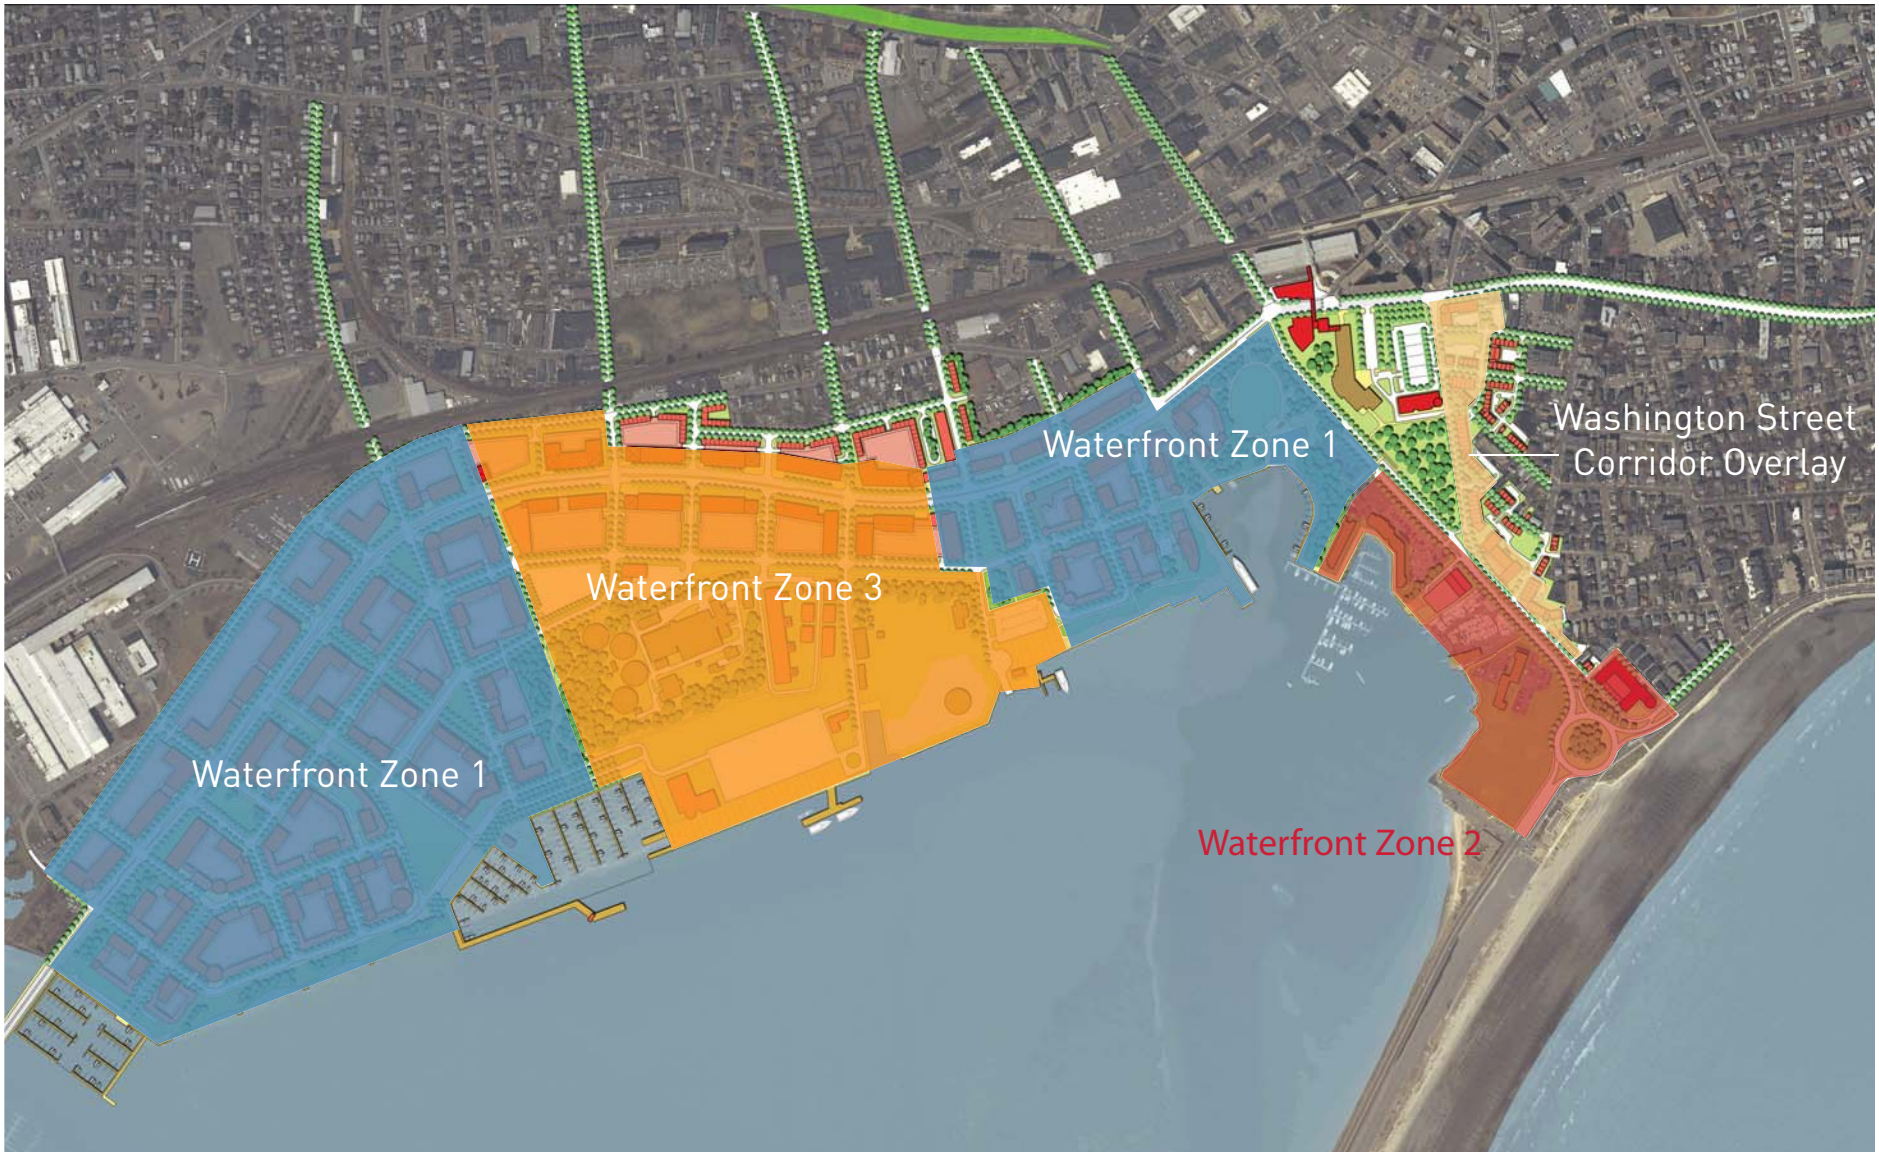 Washington Street
Corridor Overlay
Waterfront Zone 1
Waterfront Zone 3
Waterfront Zone 1
Waterfront Zone 2